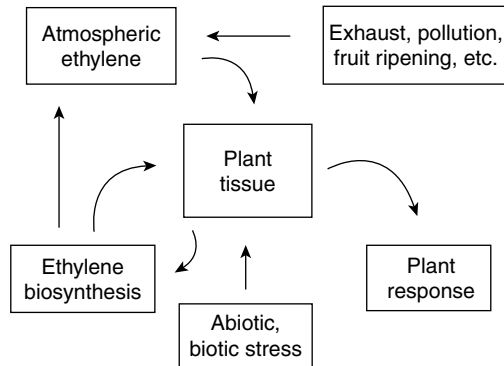 Atmospheric
ethylene
Exhaust, pollution,
fruit ripening, etc.
Plant
tissue
Ethylene
biosynthesis
Plant
response
Abiotic,
biotic stress